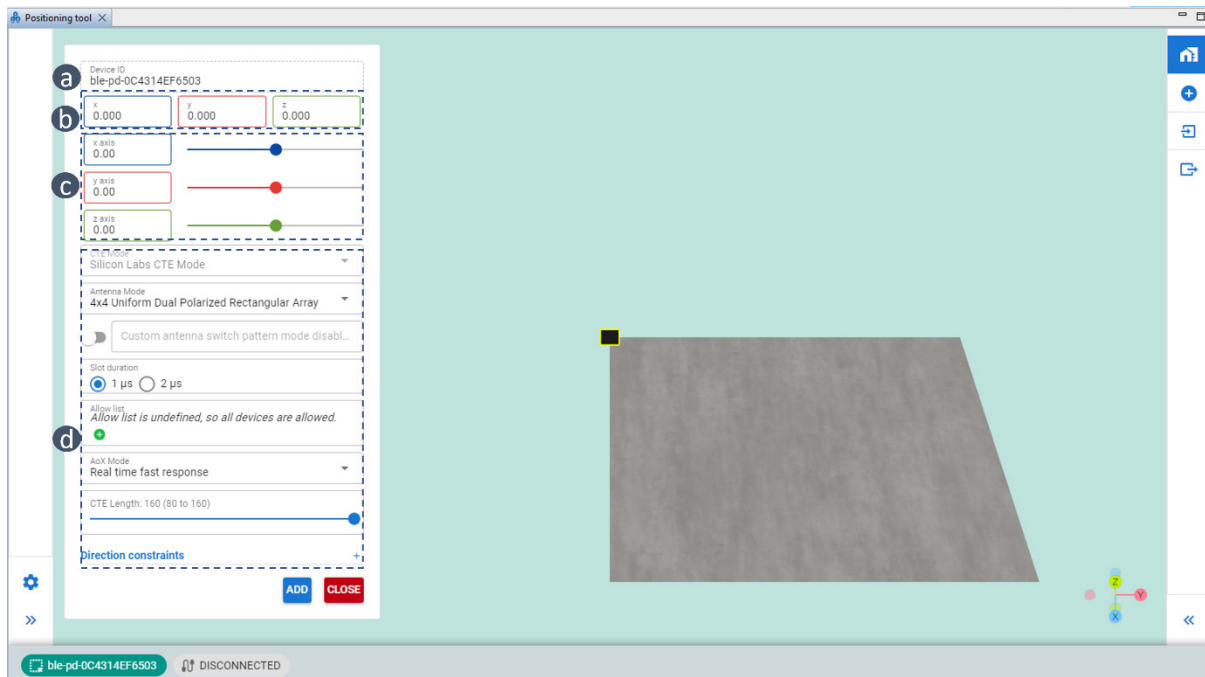 Positioning tool
a
Device ID
ble-pd-0C4314EF6503
b
x y z
0.000 0.000 0.000
c
x axis
0.00
y axis
0.00
z axis
0.00
d
CTE Mode
Silicon Labs CTE Mode
Antenna Mode
4x4 Uniform Dual Polarized Rectangular Array
Custom antenna switch pattern mode disabl...
Slot duration
1 µs 2 µs
Allow list
Allow list is undefined, so all devices are allowed.
AoX Mode
Real time fast response
CTE Length: 160 (80 to 160)
Direction constraints +
ADD CLOSE
Z
Y
X
ble-pd-0C4314EF6503 DISCONNECTED